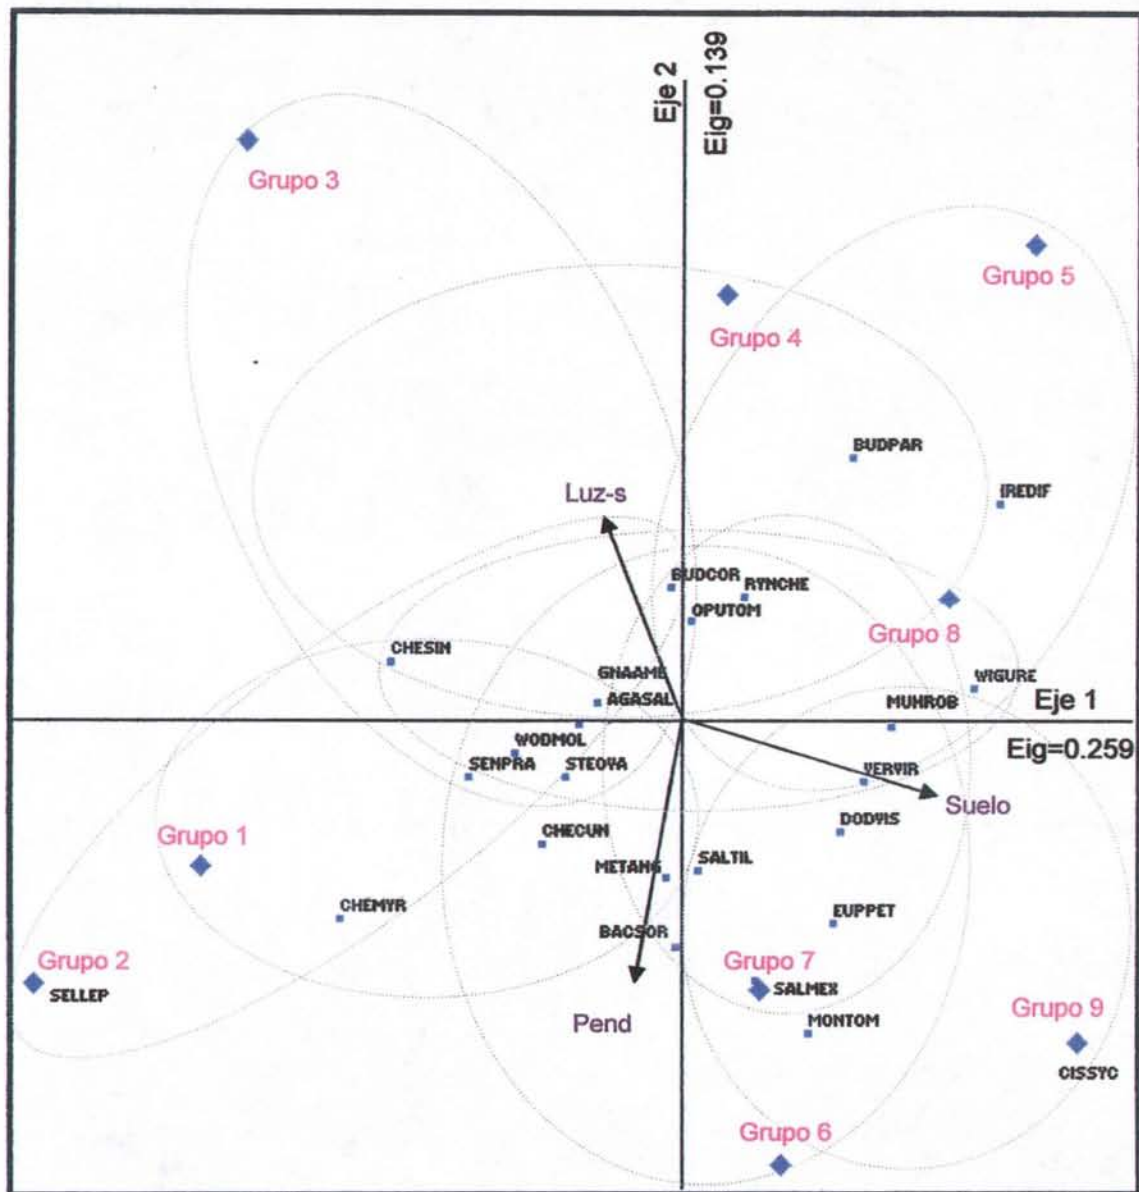 Eje 2
Eig=0.139
Grupo 3
Grupo 5
Grupo 4
BUDPAR
IREDIF
Luz-s
BUDCOR
RYNCHE
OPUTOM
Grupo 8
CHESIN
GNAAME
WIGURE
AGASAL
MUHROB
Eje 1
WODMOL
Eig=0.259
SENPRA
STEOVA
VERVIR
Suelo
DODVIS
Grupo 1
CHECUN
SALTIL
METANG
CHEMYR
EUPPET
BACSOR
Grupo 2
Grupo 7
SELLEP
SALMEX
Grupo 9
Pend
MONTOM
CISSYC
Grupo 6